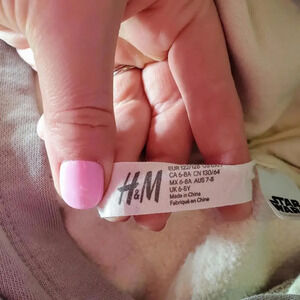 H&M
EUR 122/128
CA 6-8A CN 130/64
MX 6-8A AUS 7-8
UK 6-8Y
Made in China
Fabriqué en Chine
STAR